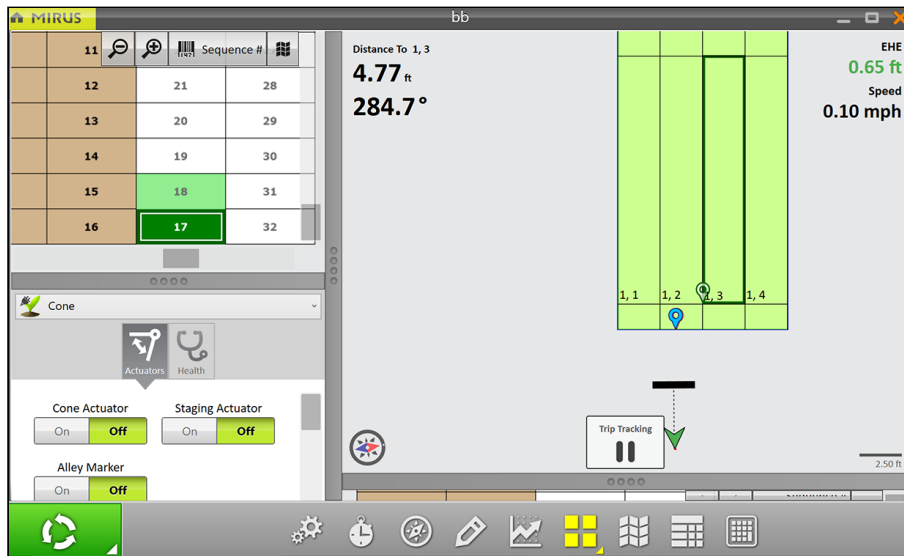 MIRUS
bb
11
Sequence #
12 21 28
13 20 29
14 19 30
15 18 31
16 17 32
Cone
Actuators
Health
Cone Actuator
Staging Actuator
On Off
On Off
Alley Marker
On Off
Distance To 1, 3
4.77 ft
284.7°
EHE
0.65 ft
Speed
0.10 mph
1, 1
1, 2
1, 3
1, 4
Trip Tracking
2.50 ft